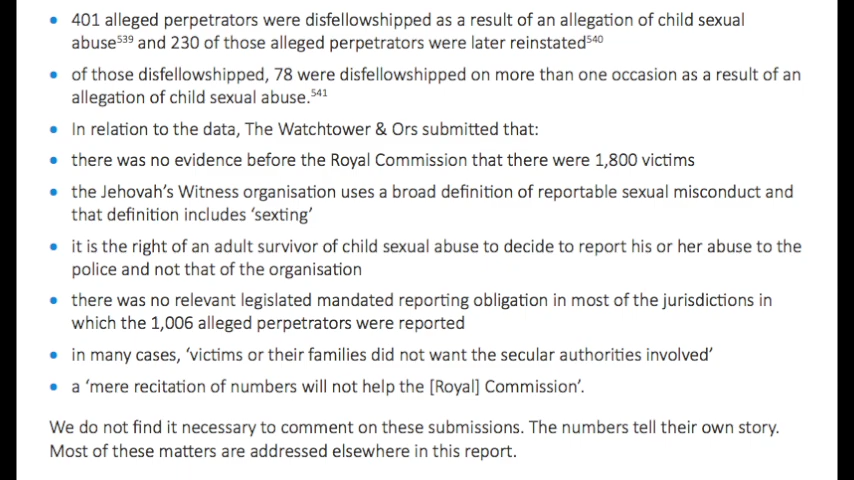 • 401 alleged perpetrators were disfellowshipped as a result of an allegation of child sexual
abuse539 and 230 of those alleged perpetrators were later reinstated540
• of those disfellowshipped, 78 were disfellowshipped on more than one occasion as a result of an
allegation of child sexual abuse.541
• In relation to the data, The Watchtower & Ors submitted that:
• there was no evidence before the Royal Commission that there were 1,800 victims
• the Jehovah's Witness organisation uses a broad definition of reportable sexual misconduct and
that definition includes 'sexting'
• it is the right of an adult survivor of child sexual abuse to decide to report his or her abuse to the
police and not that of the organisation
• there was no relevant legislated mandated reporting obligation in most of the jurisdictions in
which the 1,006 alleged perpetrators were reported
• in many cases, 'victims or their families did not want the secular authorities involved'
• a 'mere recitation of numbers will not help the [Royal] Commission'.
We do not find it necessary to comment on these submissions. The numbers tell their own story.
Most of these matters are addressed elsewhere in this report.